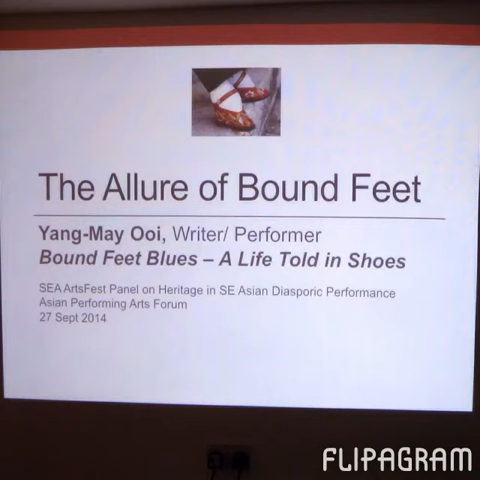 The Allure of Bound Feet
Yang-May Ooi, Writer/ Performer
Bound Feet Blues – A Life Told in Shoes
SEA ArtsFest Panel on Heritage in SE Asian Diasporic Performance
Asian Performing Arts Forum
27 Sept 2014
FLIPAGRAM